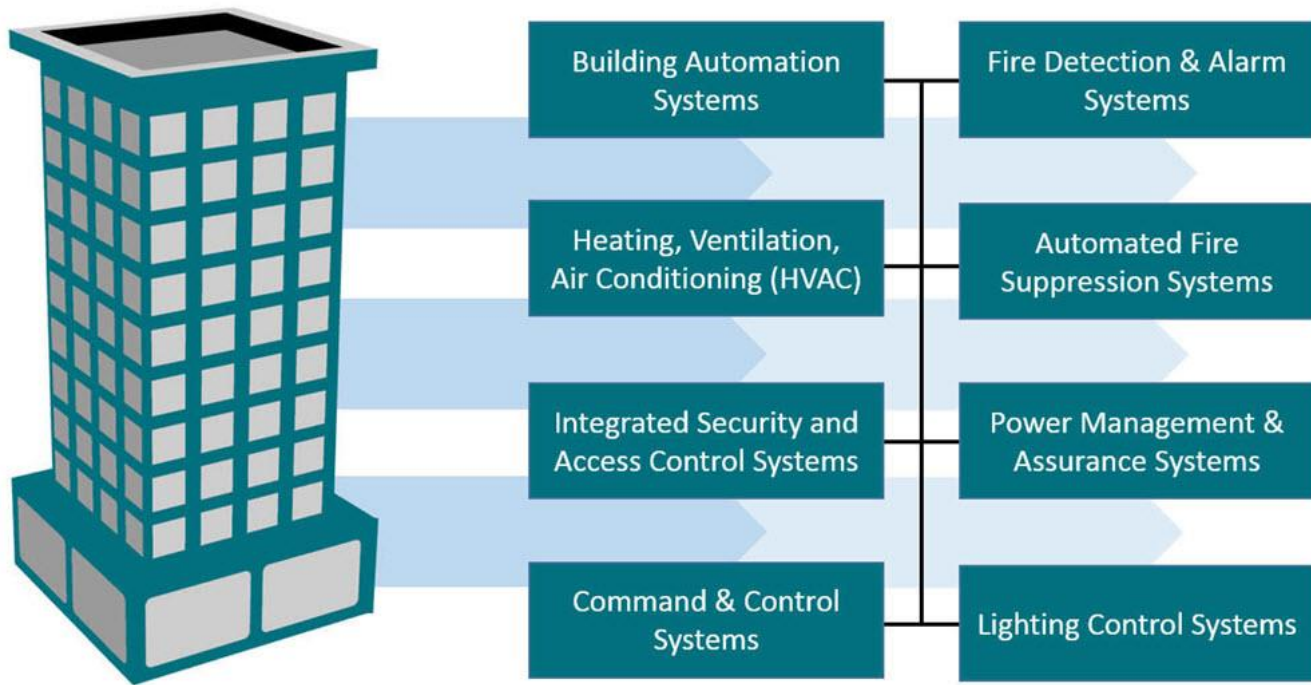 Building Automation
Systems
Fire Detection & Alarm
Systems
Heating, Ventilation,
Air Conditioning (HVAC)
Automated Fire
Suppression Systems
Integrated Security and
Access Control Systems
Power Management &
Assurance Systems
Command & Control
Systems
Lighting Control Systems